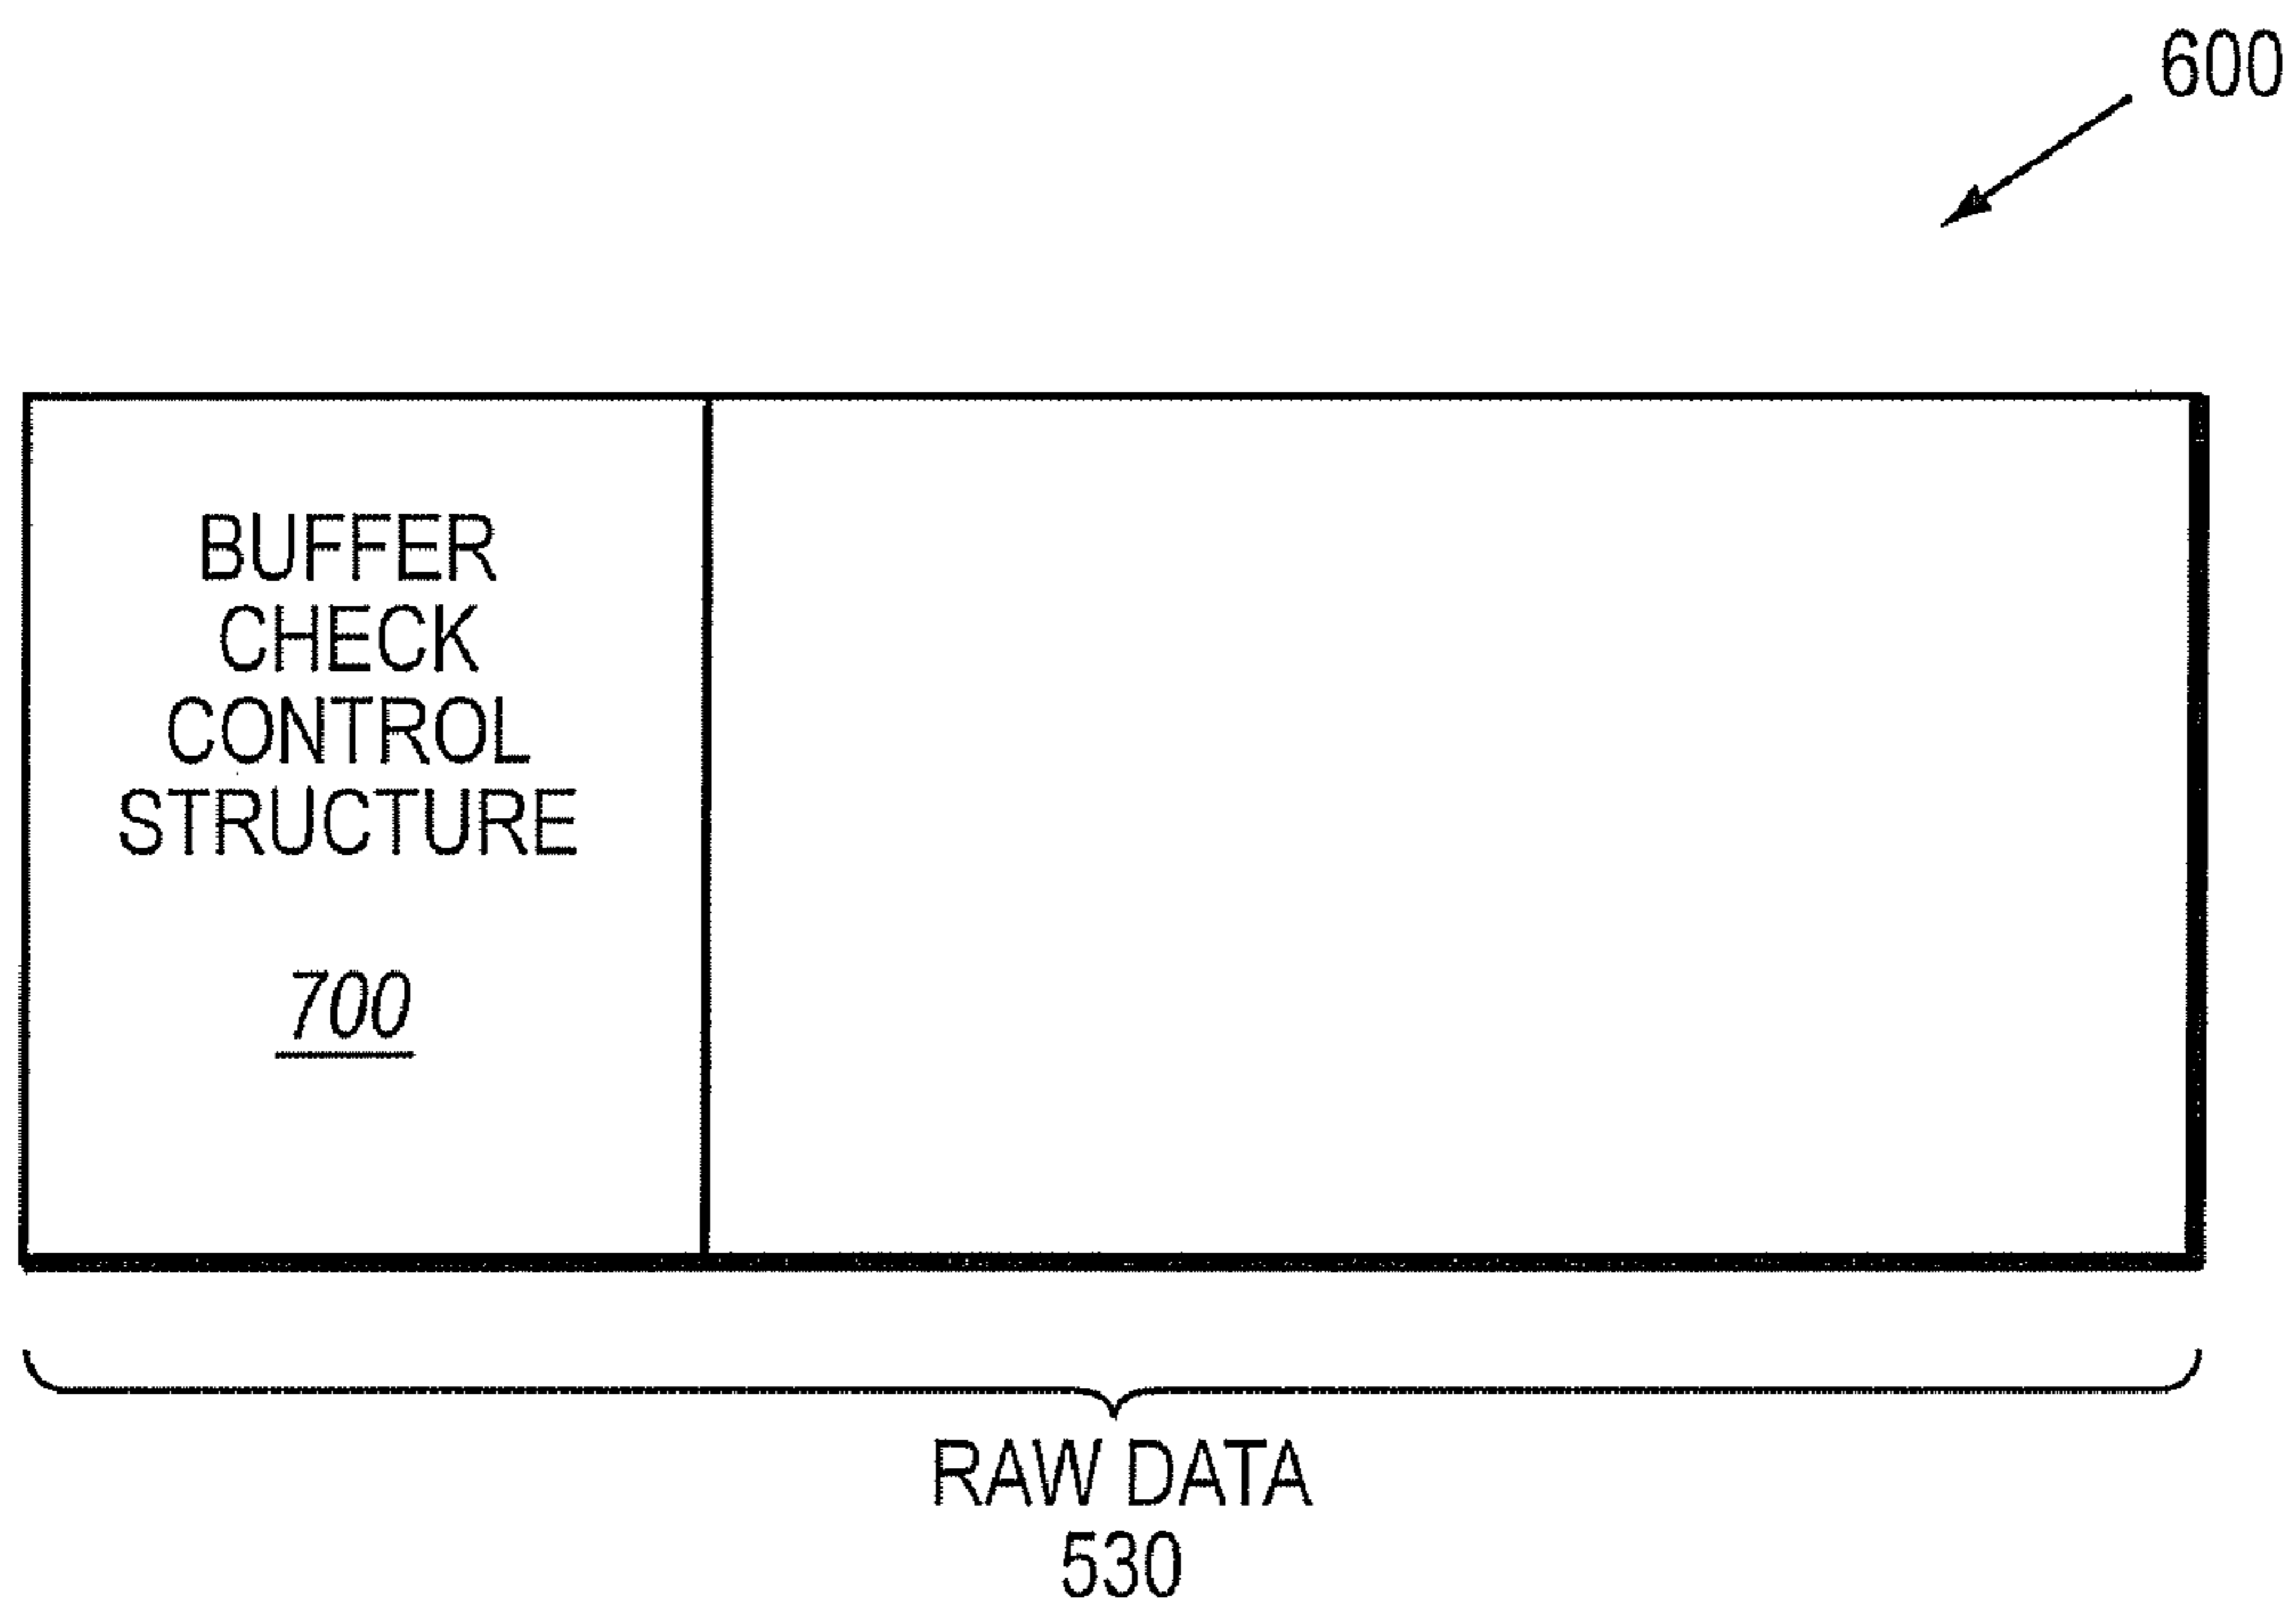 600
BUFFER
CHECK
CONTROL
STRUCTURE
700
RAW DATA
530